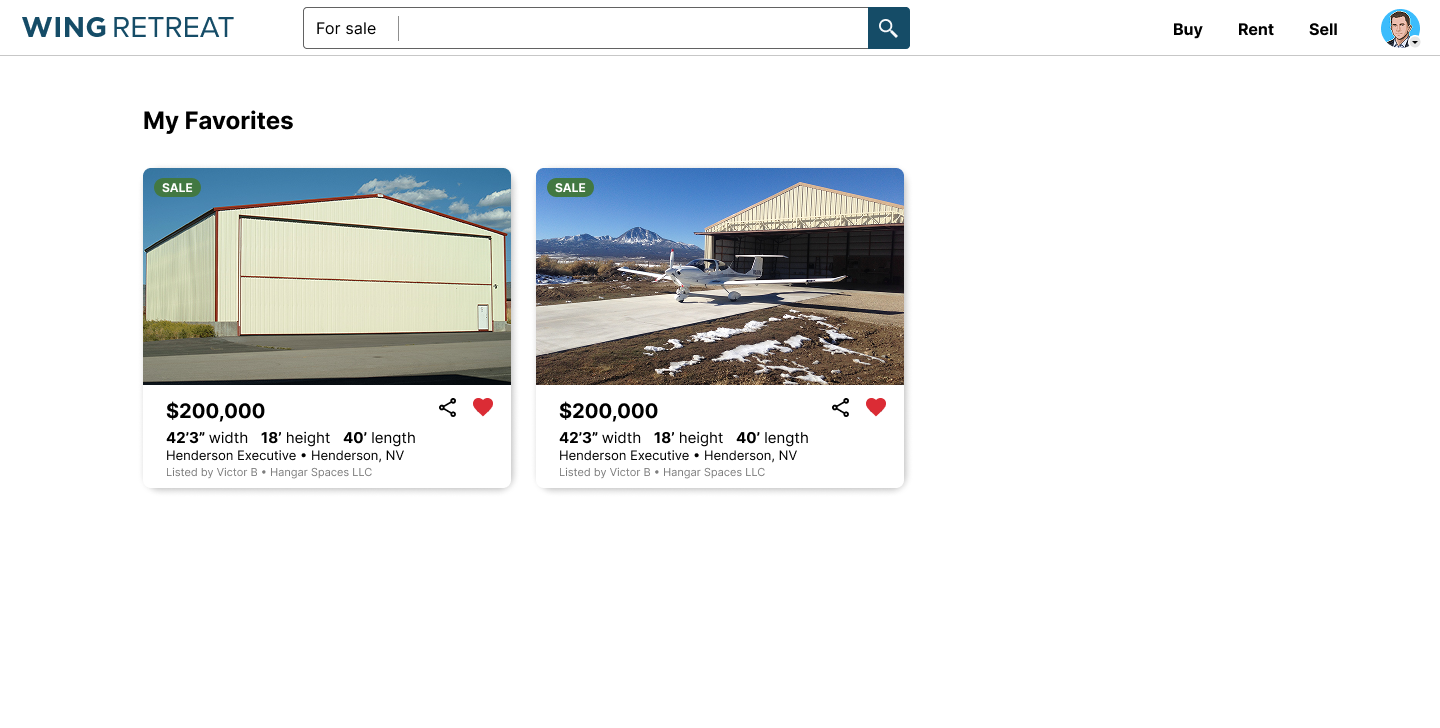 WING RETREAT
For sale
Buy
Rent
Sell
My Favorites
SALE
$200,000
42’3” width 18’ height 40’ length
Henderson Executive • Henderson, NV
Listed by Victor B • Hangar Spaces LLC
SALE
$200,000
42’3” width 18’ height 40’ length
Henderson Executive • Henderson, NV
Listed by Victor B • Hangar Spaces LLC